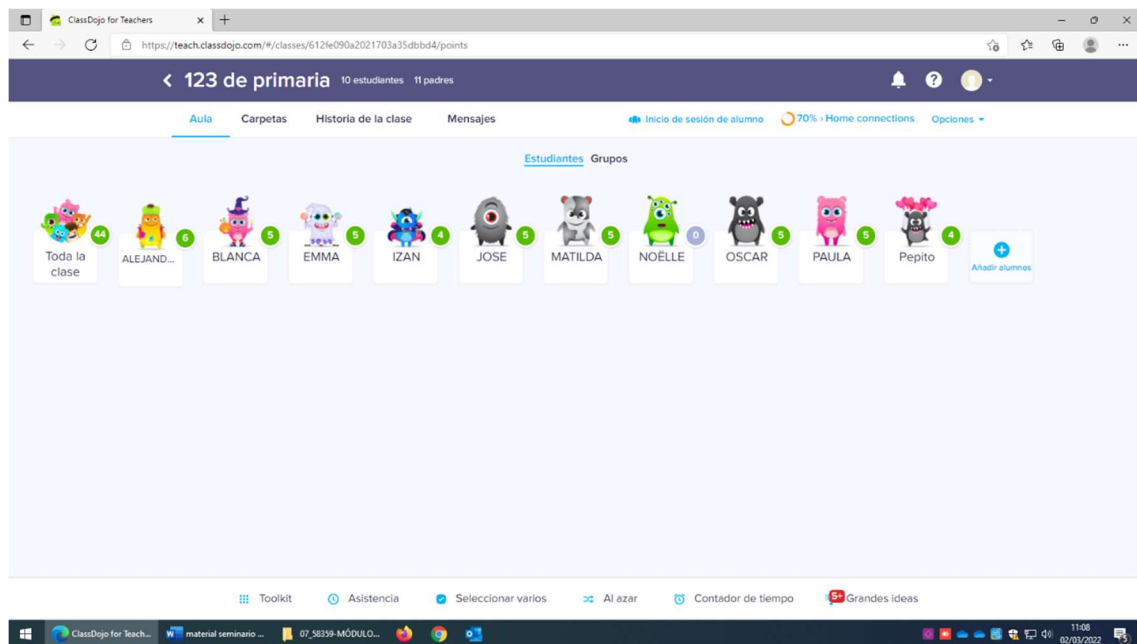 ClassDojo for Teachers
https://teach.classdojo.com/#/classes/612fe090a2021703a35dbbd4/points
123 de primaria 10 estudiantes 11 padres
Aula Carpetas Historia de la clase Mensajes Inicio de sesión de alumno 70% › Home connections Opciones
Estudiantes Grupos
44 6 5 5 4 5 5 0 5 5 4
Toda la clase ALEJAND... BLANCA EMMA IZAN JOSE MATILDA NOËLLE OSCAR PAULA Pepito Añadir alumnos
Toolkit Asistencia Seleccionar varios Al azar Contador de tiempo 5+ Grandes ideas
ClassDojo for Teach... material seminario ... 07_58359-MÓDULO... 11:08
02/03/2022